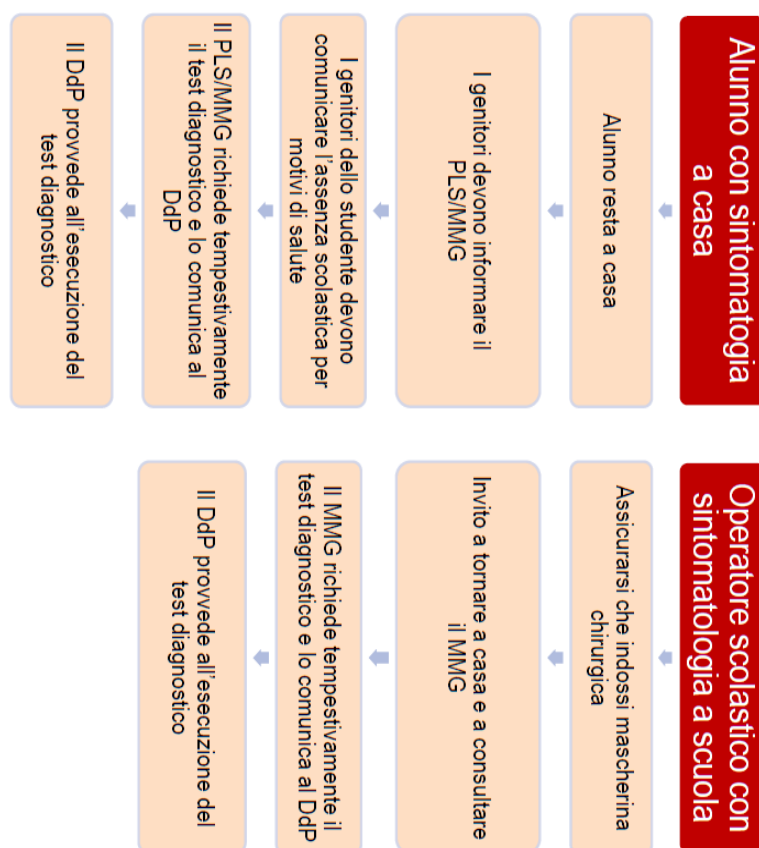 Alunno con sintomatogia
a casa
Alunno resta a casa
I genitori devono informare il
PLS/MMG
I genitori dello studente devono
comunicare l'assenza scolastica per
motivi di salute
Il PLS/MMG richiede tempestivamente
il test diagnostico e lo comunica al
DdP
Il DdP provvede all'esecuzione del
test diagnostico
Operatore scolastico con
sintomatologia a scuola
Assicurarsi che indossi mascherina
chirurgica
Invito a tornare a casa e a consultare
il MMG
Il MMG richiede tempestivamente il
test diagnostico e lo comunica al DdP
Il DdP provvede all'esecuzione del
test diagnostico